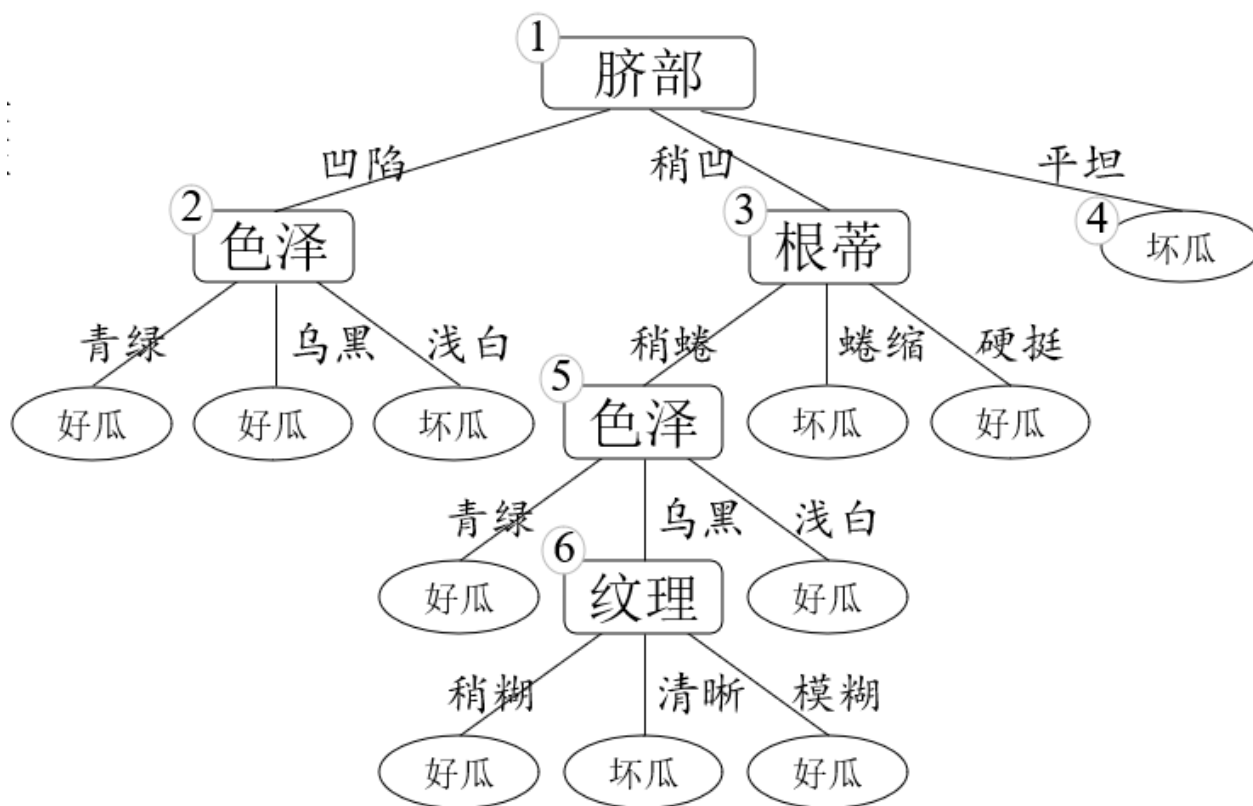 1
脐部
凹陷 稍凹 平坦
2 3 4
色泽 根蒂 坏瓜
青绿 乌黑 浅白 稍蜷 蜷缩 硬挺
5
好瓜 好瓜 坏瓜 色泽 坏瓜 好瓜
青绿 乌黑 浅白
6
好瓜 纹理 好瓜
稍糊 清晰 模糊
好瓜 坏瓜 好瓜